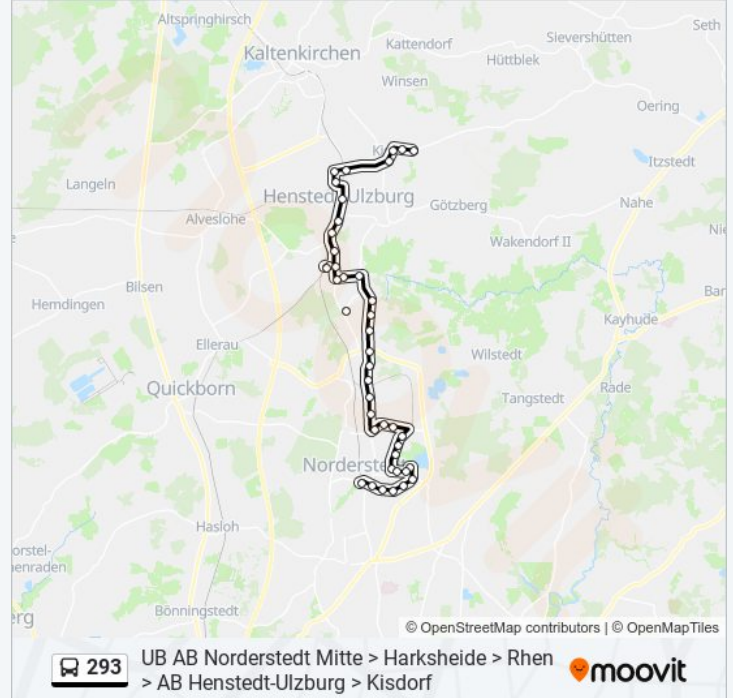 Altspringhirsch
Seth
Kattendorf
Sievershütten
Kaltenkirchen
Hüttblek
Winsen
Oering
Ki
Itzstedt
Langeln
Henstedt-Ulzburg
Götzberg
Nahe
Alveslohe
Wakendorf II
Bilsen
Hemdingen
Kayhude
Ellerau
Wilstedt
Quickborn
Rade
Tangstedt
Norderste
Hasloh
Bönningstedt
© OpenStreetMap contributors | © OpenMapTiles
293
UB AB Norderstedt Mitte > Harksheide > Rhen
> AB Henstedt-Ulzburg > Kisdorf
moovit